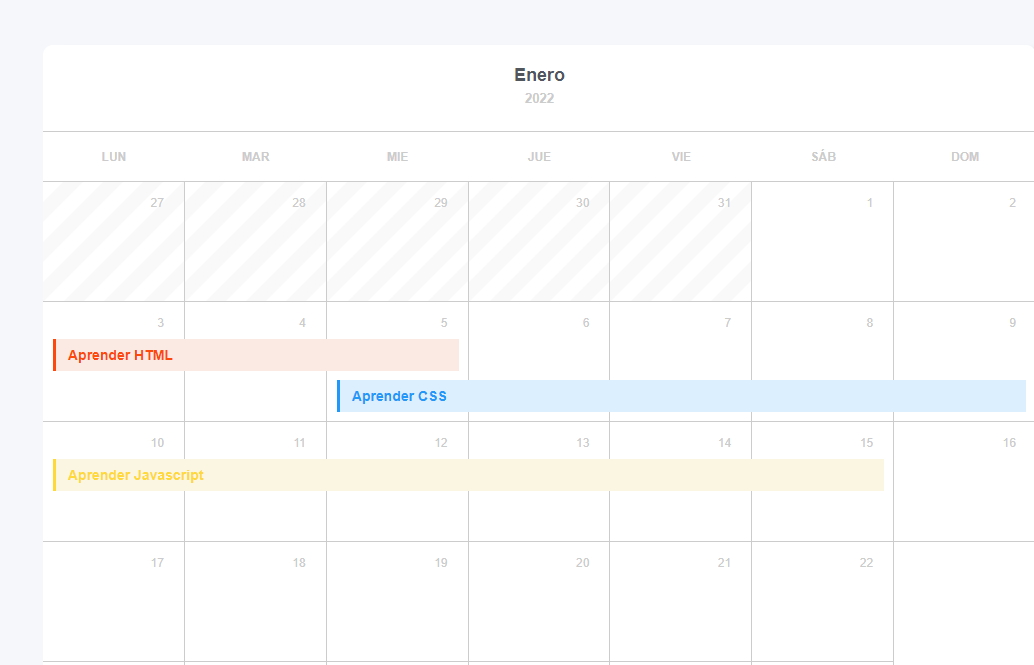 Enero
2022
LUN MAR MIE JUE VIE SÁB DOM
27 28 29 30 31 1 2
3 4 5 6 7 8 9
Aprender HTML
Aprender CSS
10 11 12 13 14 15 16
Aprender Javascript
17 18 19 20 21 22